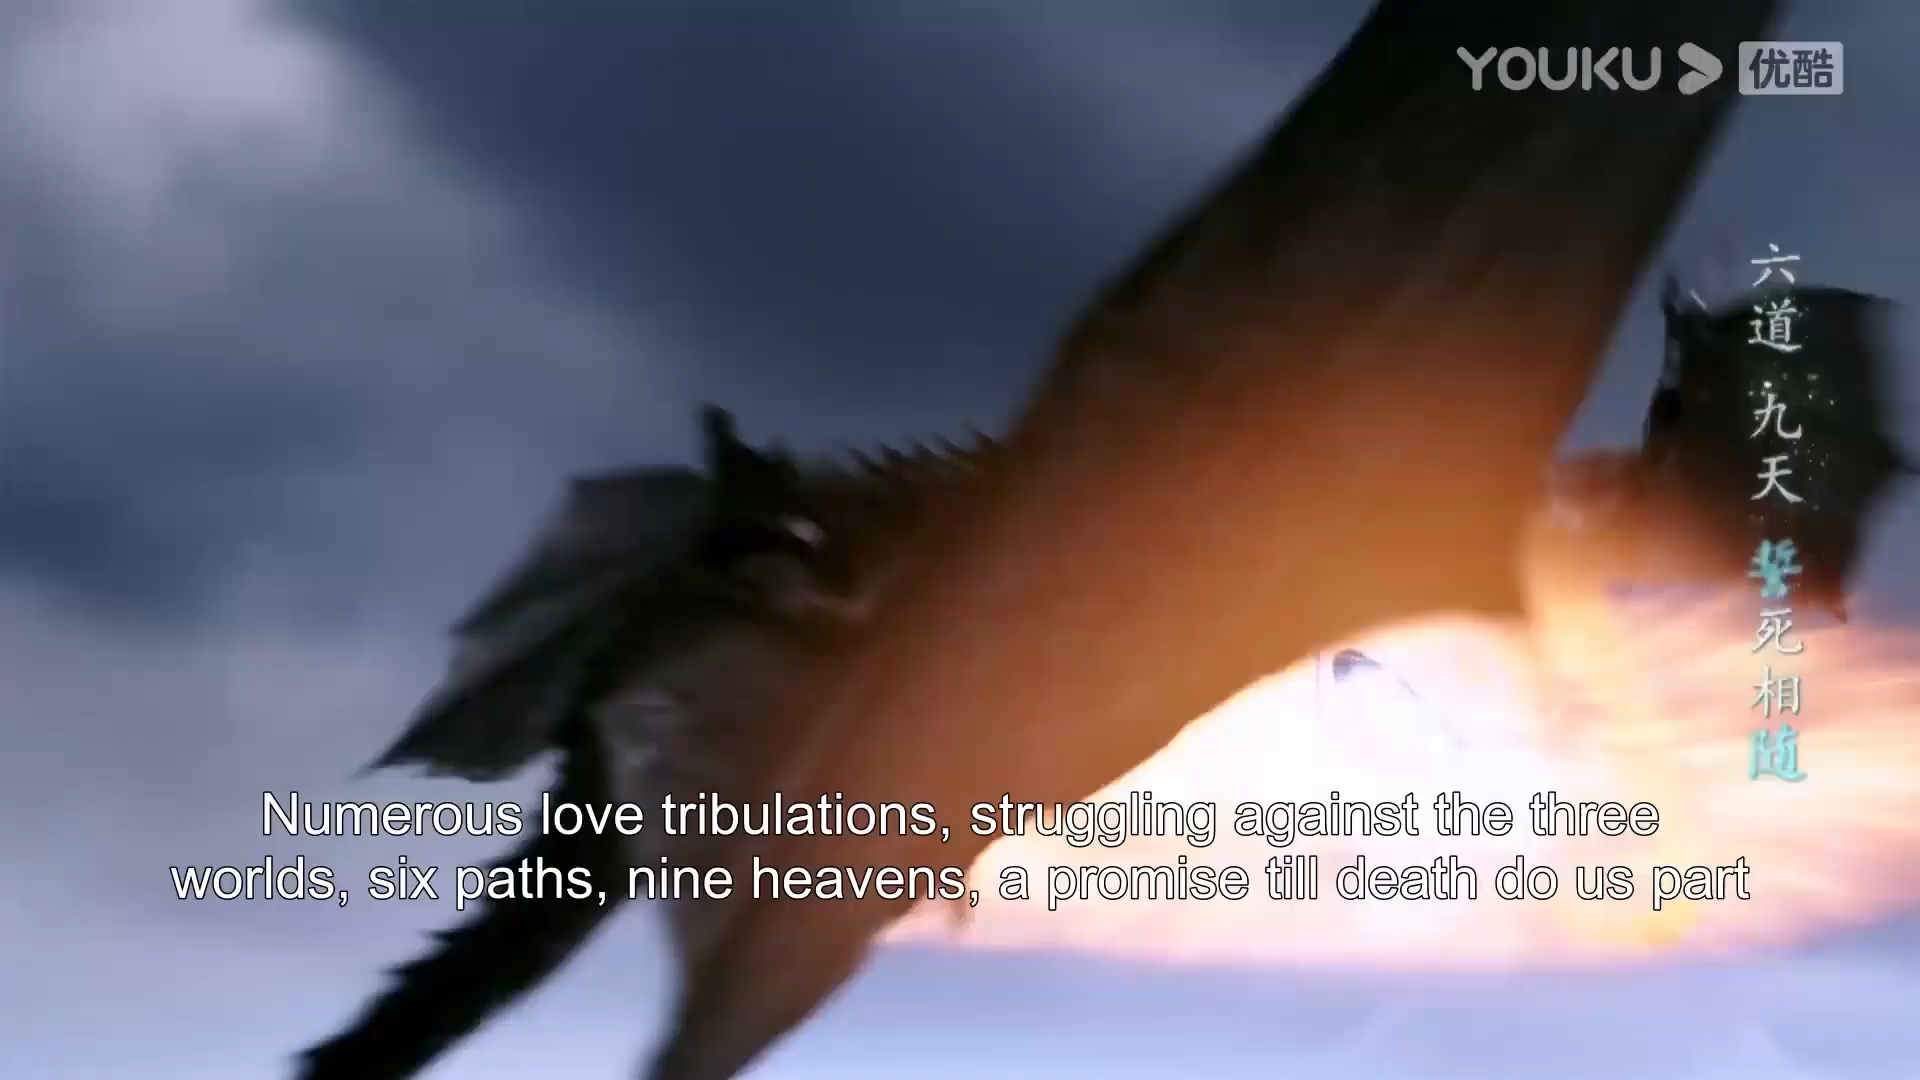 YOUKU 优酷
六道九天誓死相随
Numerous love tribulations, struggling against the three
worlds, six paths, nine heavens, a promise till death do us part